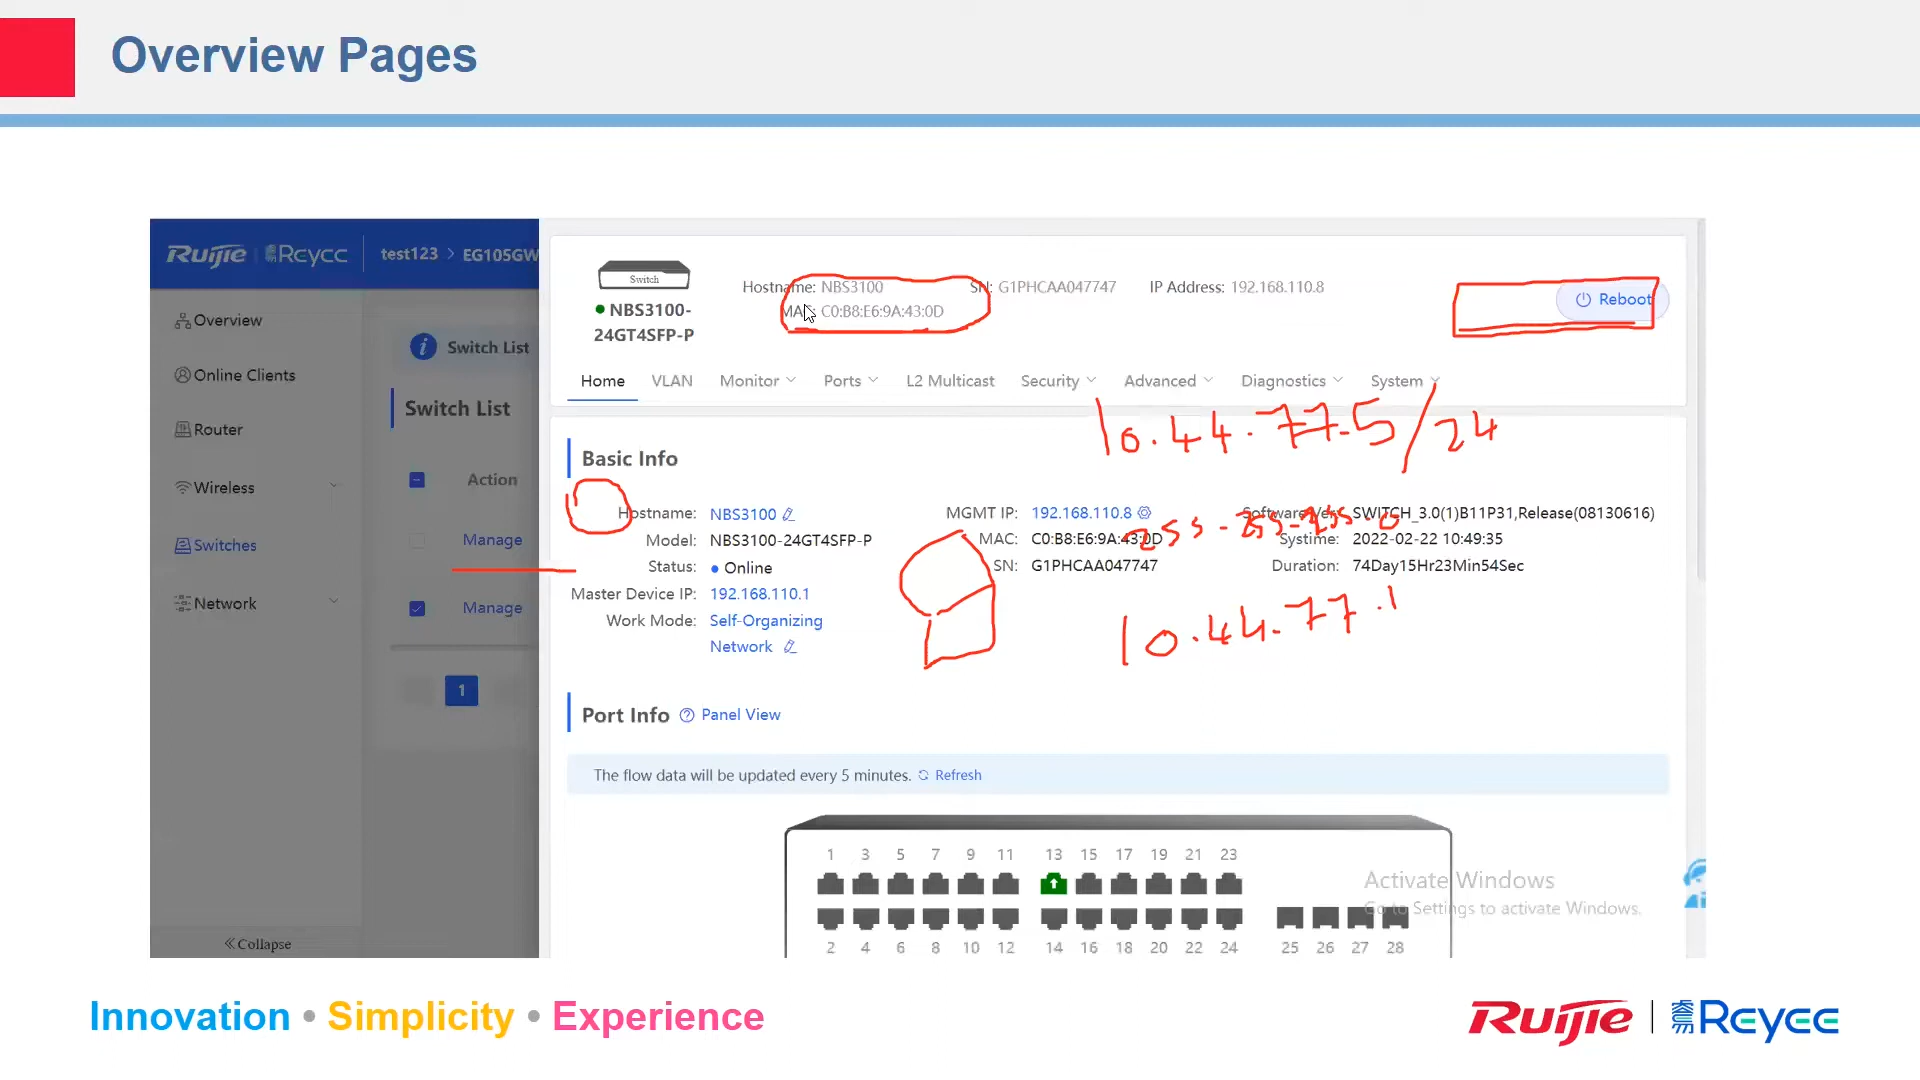 Overview Pages
Ruijie | Reyee test123 > EG105GW
Overview
Online Clients
Router
Wireless
Switches
Network
Collapse
Switch List
Switch List
Action
Manage
Manage
1
Switch
NBS3100-
24GT4SFP-P
Hostname: NBS3100 SN: G1PHCAA047747 IP Address: 192.168.110.8
MAC: C0:B8:E6:9A:43:0D
Reboot
Home VLAN Monitor Ports L2 Multicast Security Advanced Diagnostics System
10.44.77.5/24
Basic Info
Hostname: NBS3100 MGMT IP: 192.168.110.8 Software Ver: SWITCH_3.0(1)B11P31,Release(08130616)
255-255-255.0
Model: NBS3100-24GT4SFP-P MAC: C0:B8:E6:9A:43:0D Systime: 2022-02-22 10:49:35
Status: Online SN: G1PHCAA047747 Duration: 74Day15Hr23Min54Sec
Master Device IP: 192.168.110.1
Work Mode: Self-Organizing
Network
10.44.77.1
Port Info Panel View
The flow data will be updated every 5 minutes. Refresh
1 3 5 7 9 11 13 15 17 19 21 23
2 4 6 8 10 12 14 16 18 20 22 24 25 26 27 28
Activate Windows
Go to Settings to activate Windows.
Innovation • Simplicity • Experience
Ruijie | 睿易 Reyee